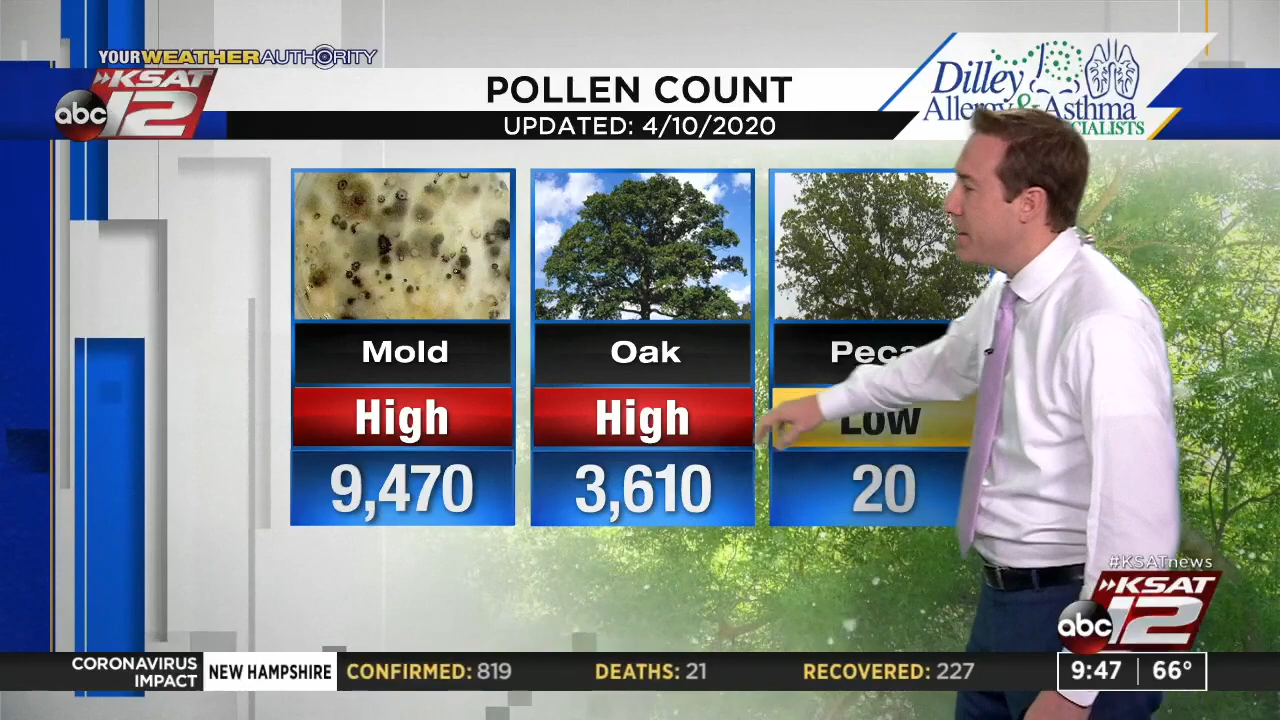 YOUR WEATHER AUTHORITY
KSAT
abc 12
POLLEN COUNT
UPDATED: 4/10/2020
Dilley
Allergy & Asthma
Mold
Oak
High
High
Low
9,470
3,610
20
#KSATnews
KSAT
abc 12
CORONAVIRUS
IMPACT
NEW HAMPSHIRE
CONFIRMED: 819
DEATHS: 21
RECOVERED: 227
9:47
66°